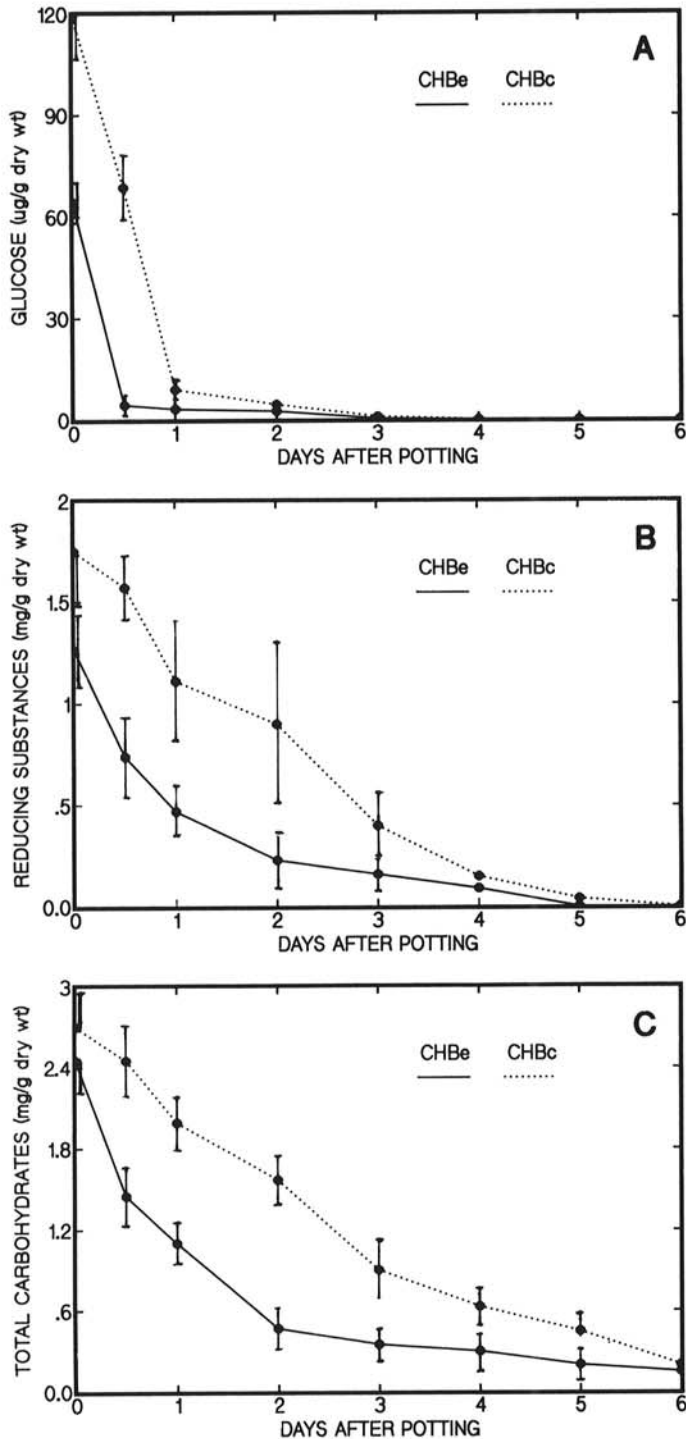 120
A
CHBe CHBc
90
60
30
0
GLUCOSE (ug/g dry wt)
0 1 2 3 4 5 6
DAYS AFTER POTTING
2
B
CHBe CHBc
1.5
1
.5
0.0
REDUCING SUBSTANCES (mg/g dry wt)
0 1 2 3 4 5 6
DAYS AFTER POTTING
3
C
CHBe CHBc
2.4
1.8
1.2
.6
0.0
TOTAL CARBOHYDRATES (mg/g dry wt)
0 1 2 3 4 5 6
DAYS AFTER POTTING